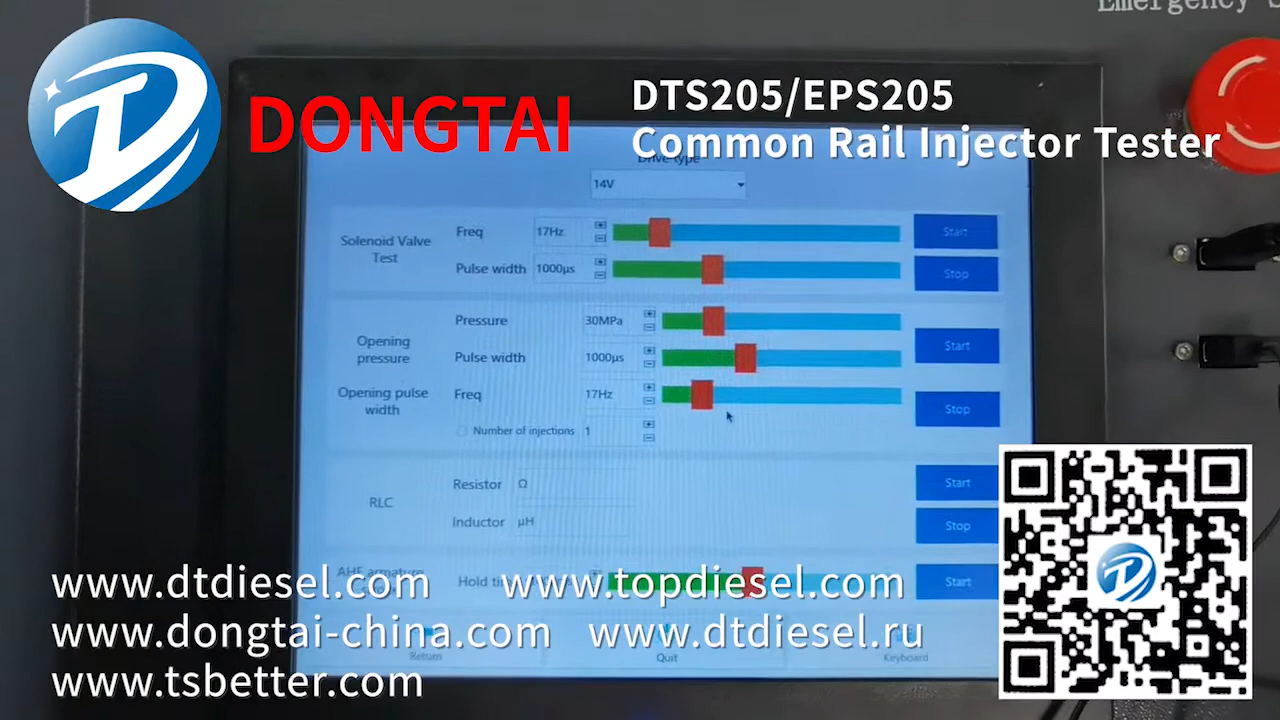 Emergency
DONGTAI
DTS205/EPS205
Common Rail Injector Tester
Drive type
14V
Solenoid Valve Test
Freq
17Hz
Start
Pulse width
1000μs
Stop
Opening pressure
Pressure
30MPa
Pulse width
1000μs
Start
Opening pulse width
Freq
17Hz
Stop
Number of injections
1
RLC
Resistor
Ω
Start
Inductor
μH
Stop
Hold
Start
www.dtdiesel.com
www.topdiesel.com
www.dongtai-china.com
www.dtdiesel.ru
www.tsbetter.com
Return
Quit
Keyboard